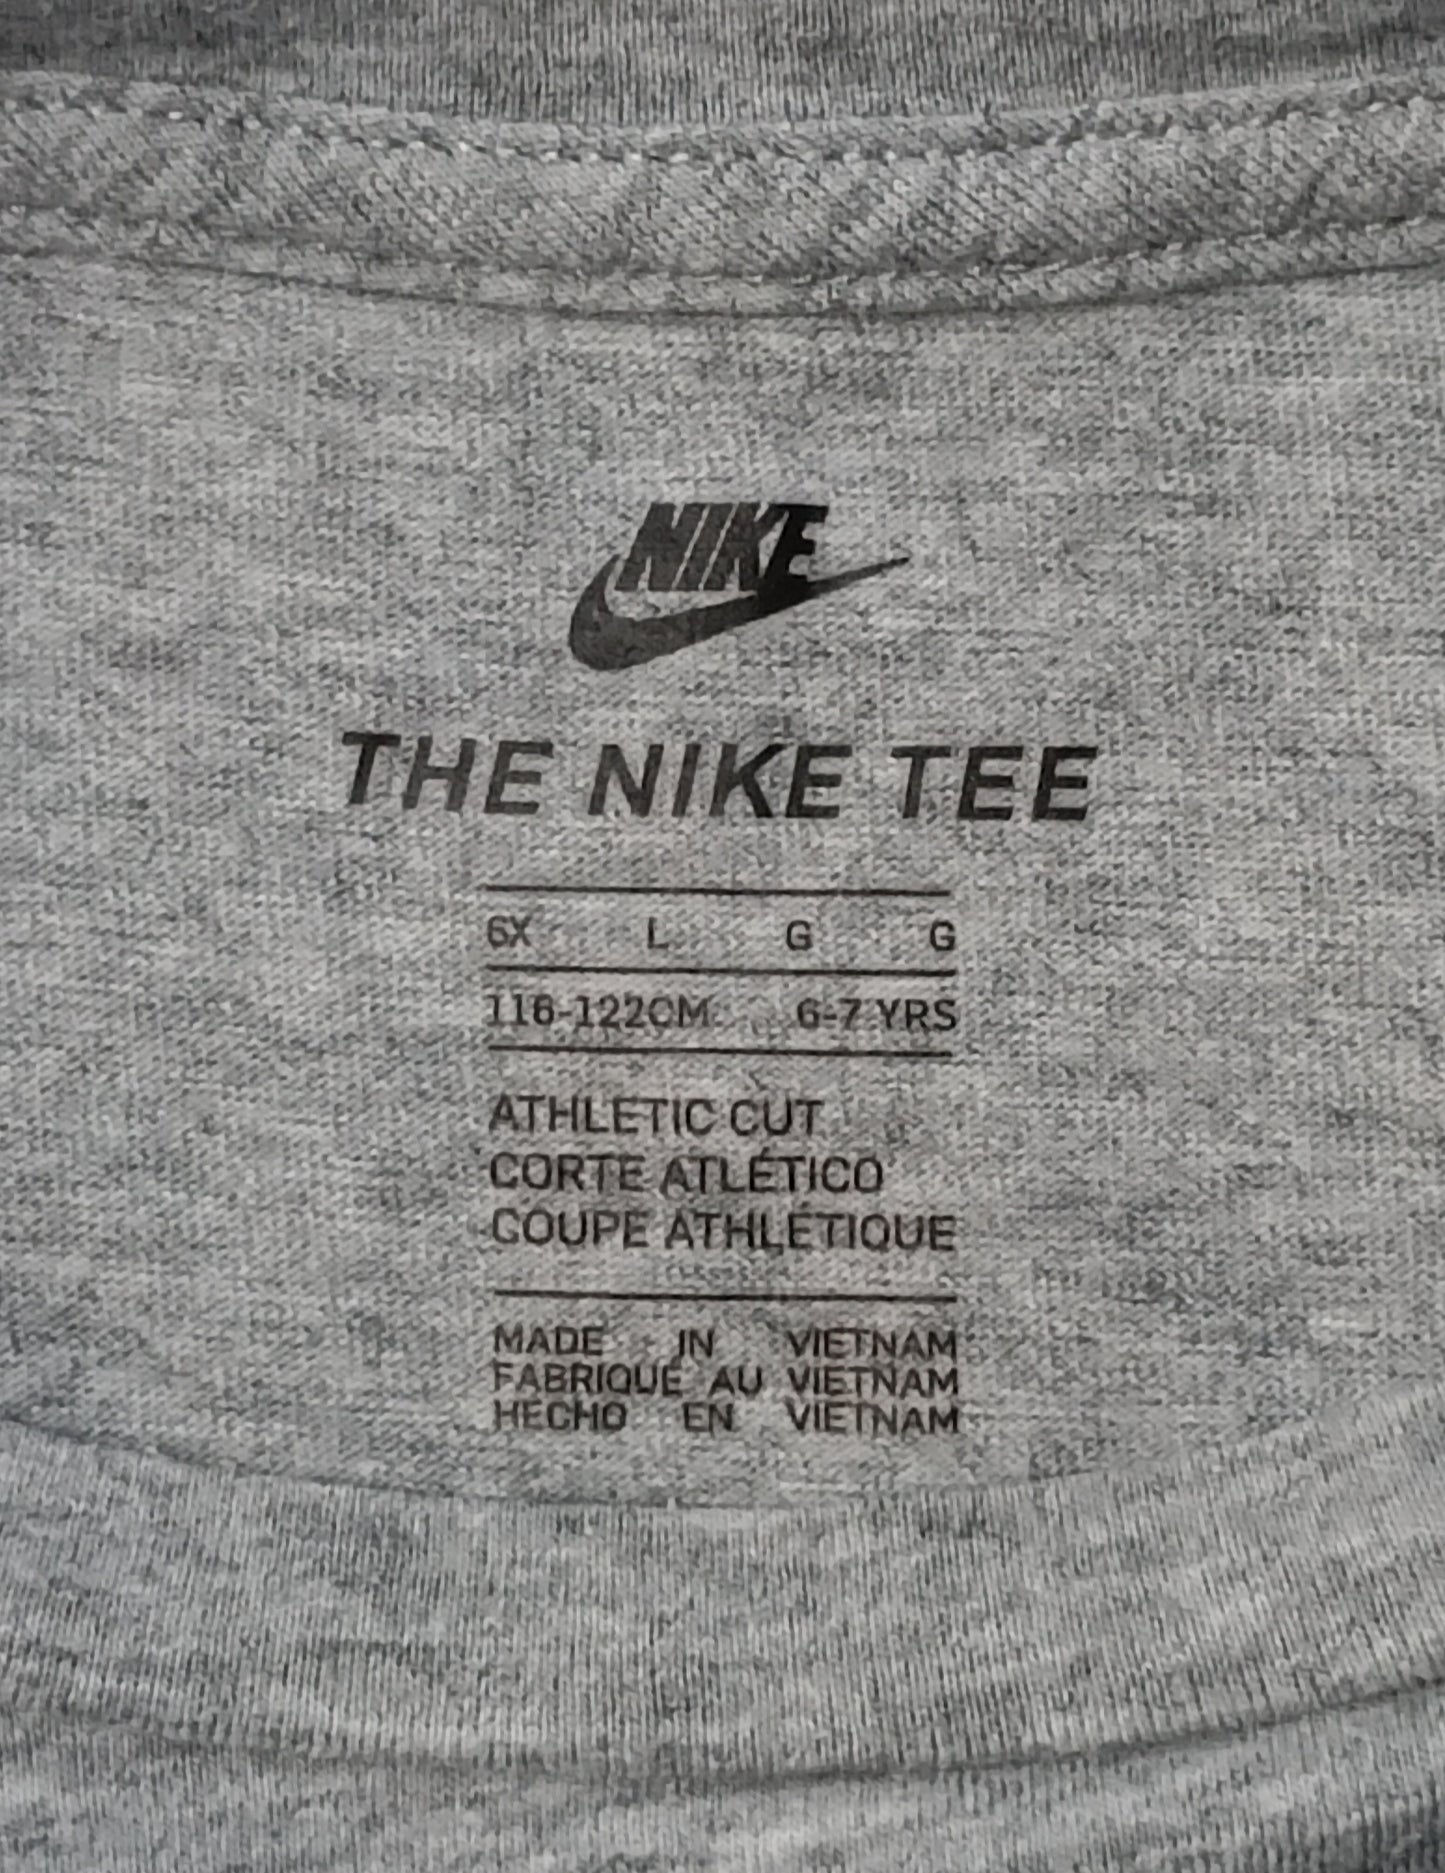 NIKE
THE NIKE TEE
6X L G G
116-122CM 6-7 YRS
ATHLETIC CUT
CORTE ATLÉTICO
COUPE ATHLÉTIQUE
MADE IN VIETNAM
FABRIQUÉ AU VIETNAM
HECHO EN VIETNAM